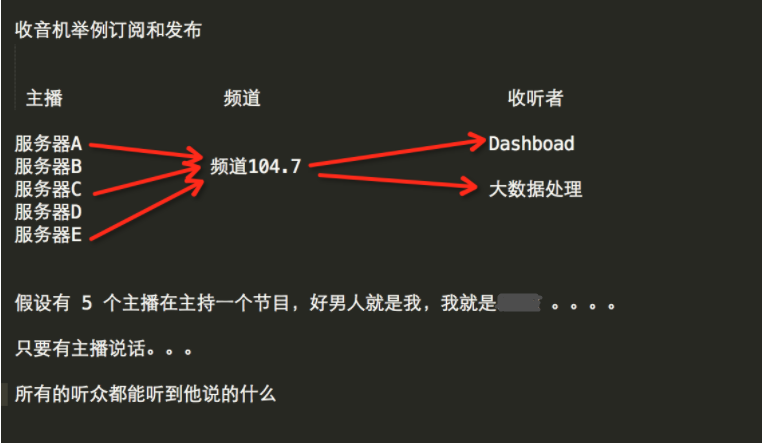 收音机举例订阅和发布
主播 频道 收听者
服务器A Dashboad
服务器B 频道104.7
服务器C 大数据处理
服务器D
服务器E
假设有 5 个主播在主持一个节目，好男人就是我，我就是 。。。。
只要有主播说话。。。
所有的听众都能听到他说的什么